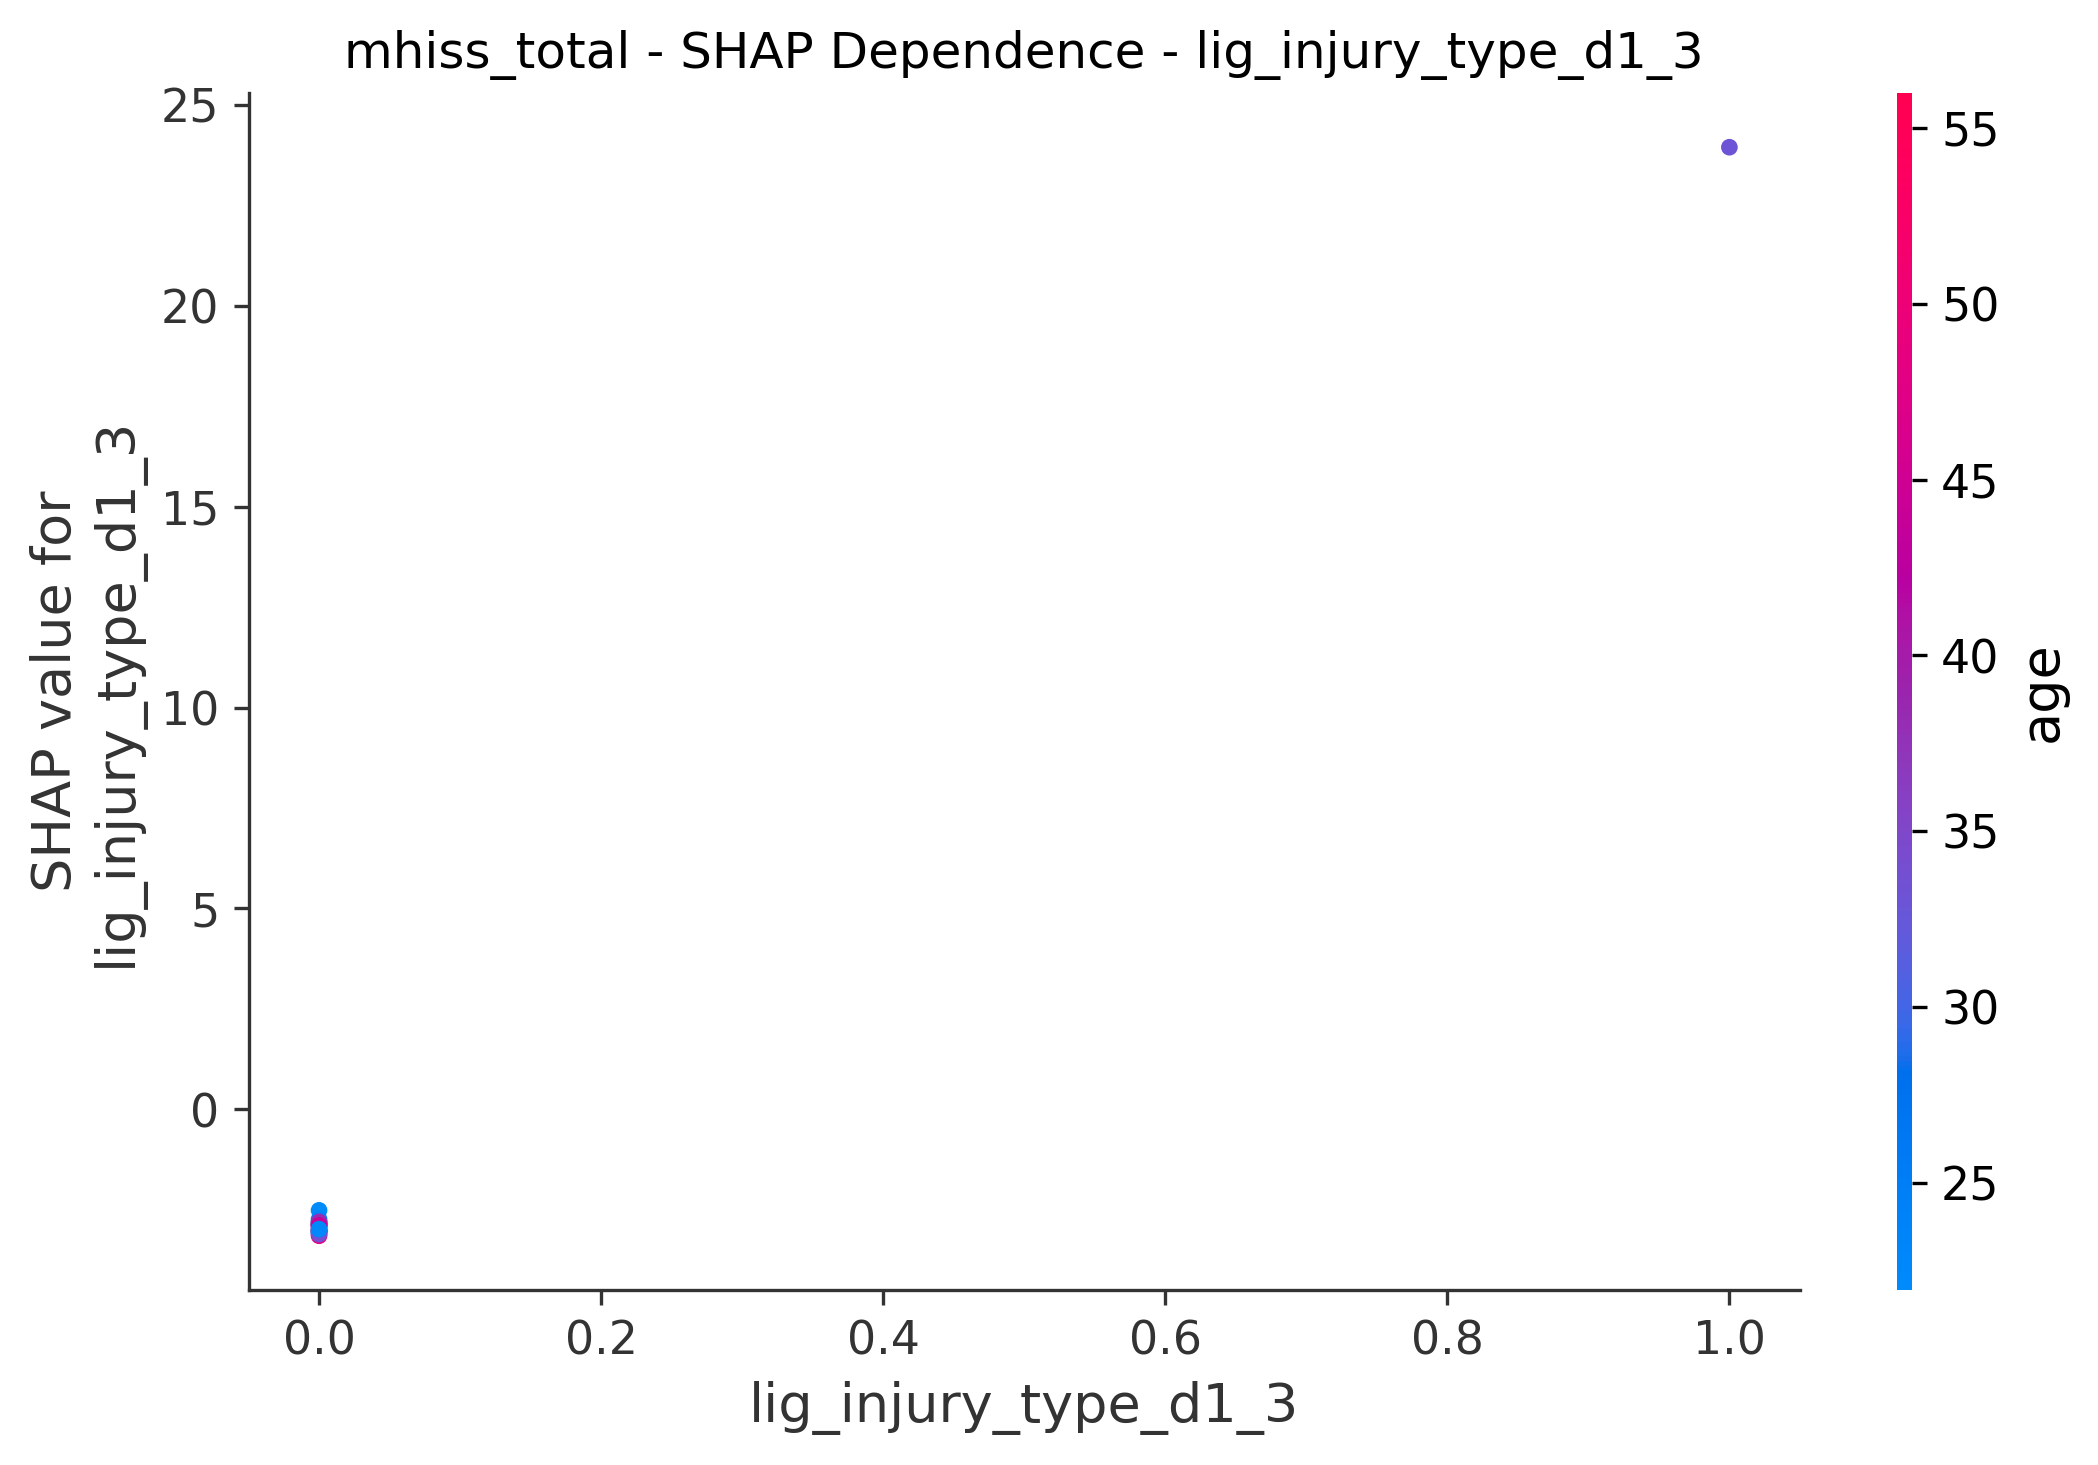 mhiss_total - SHAP Dependence - lig_injury_type_d1_3
25
20
15
10
5
0
SHAP value for
lig_injury_type_d1_3
0.0 0.2 0.4 0.6 0.8 1.0
lig_injury_type_d1_3
55
50
45
40
35
30
25
age